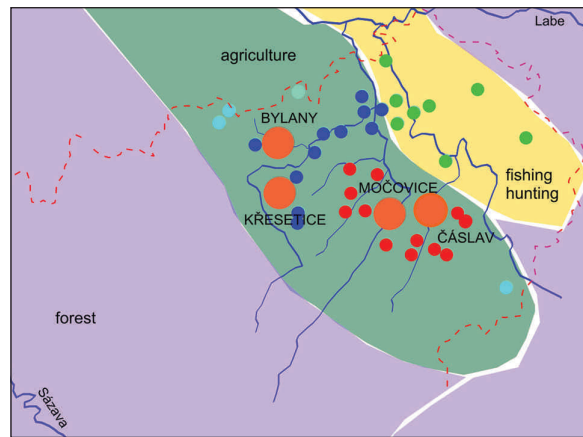 Labe
agriculture
BYLANY
MOČOVICE
fishing
hunting
KŘESETICE
ČÁSLAV
forest
Sázava